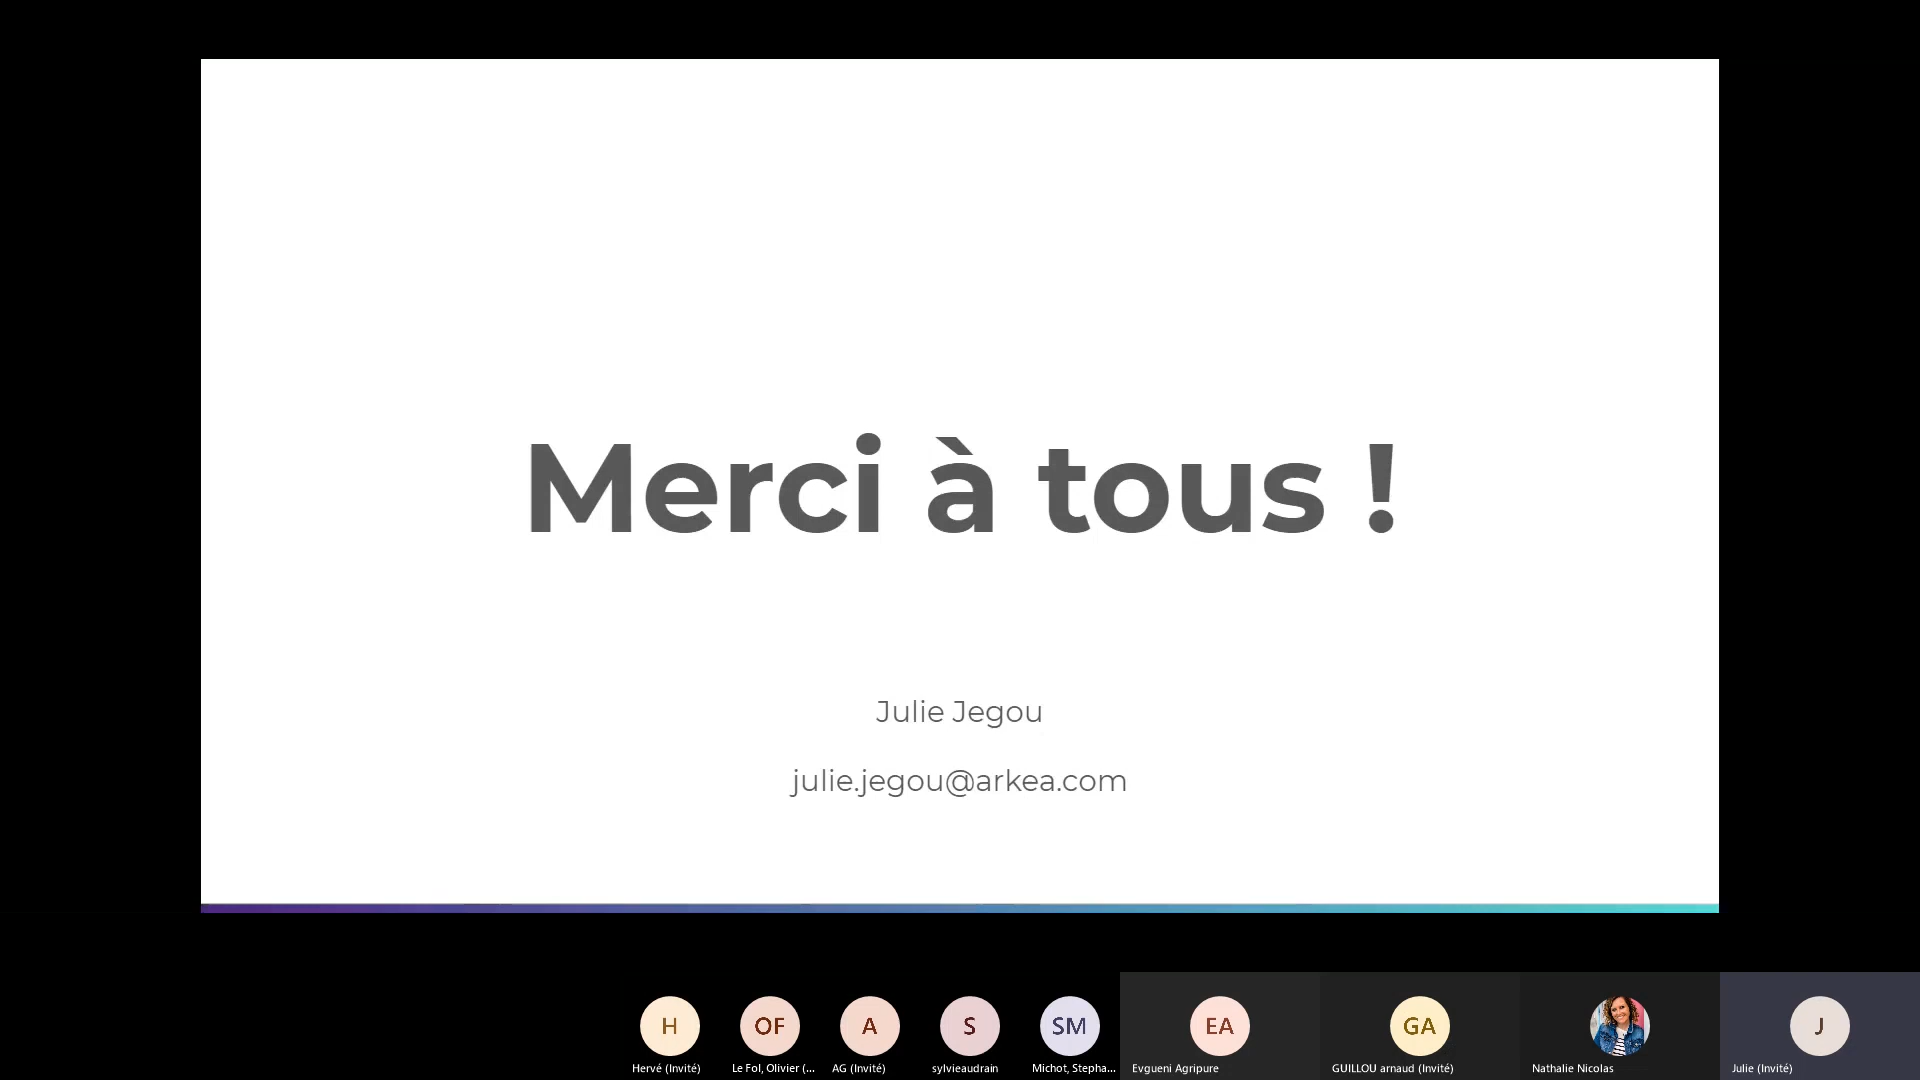 Merci à tous !
Julie Jegou
julie.jegou@arkea.com
H
OF
A
S
SM
EA
GA
J
Hervé (Invité)
Le Fol, Olivier (...
AG (Invité)
sylvieaudrain
Michot, Stepha...
Evgueni Agripure
GUILLOU arnaud (Invité)
Nathalie Nicolas
Julie (Invité)